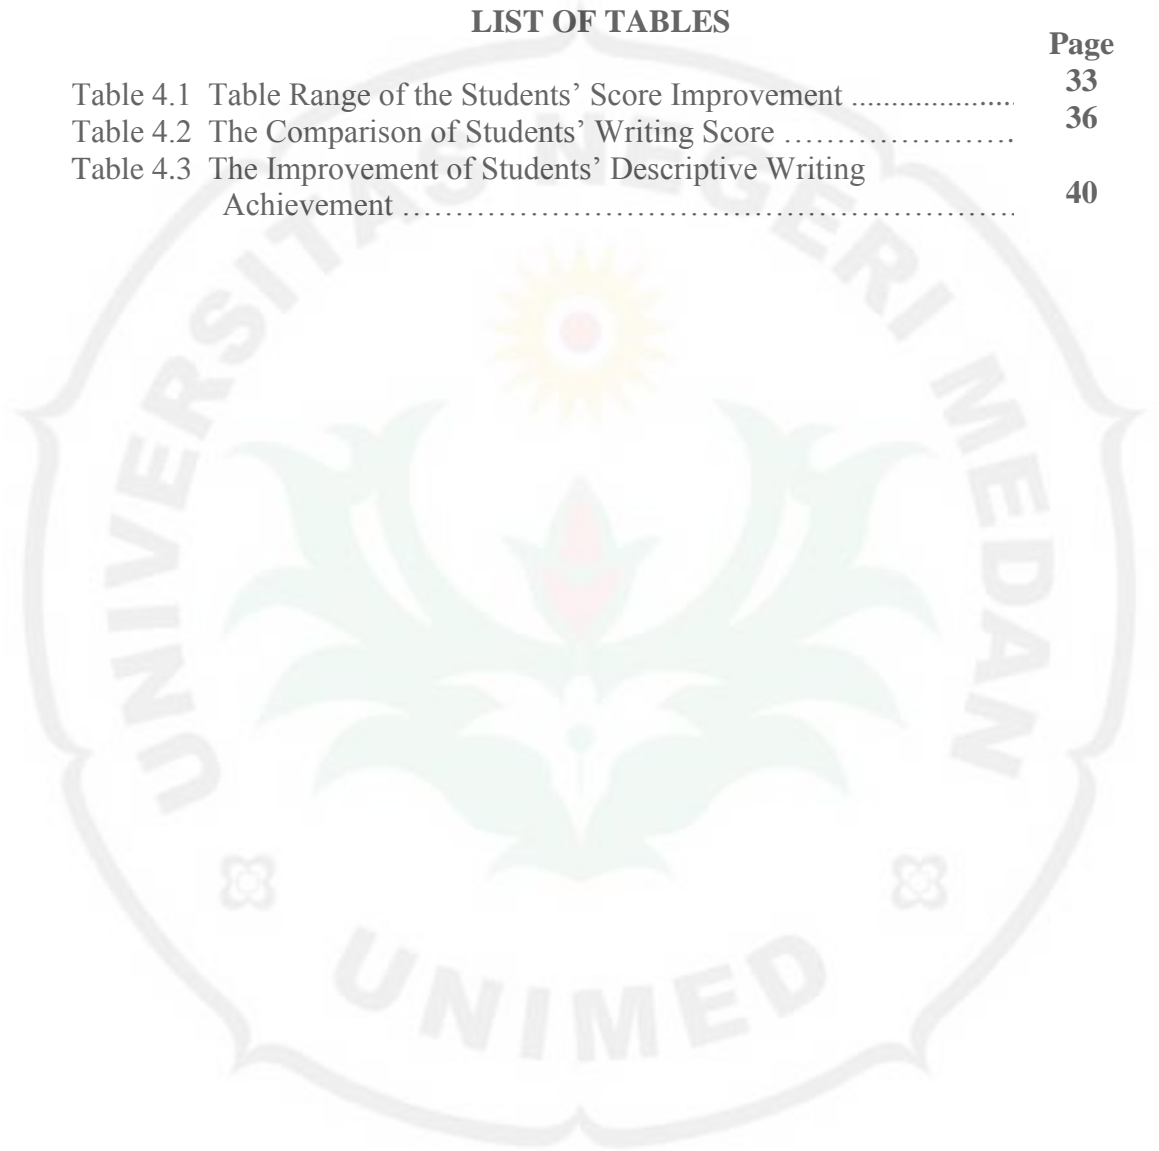 LIST OF TABLES
Page
Table 4.1 Table Range of the Students’ Score Improvement ..................... 33
Table 4.2 The Comparison of Students’ Writing Score ………………….. 36
Table 4.3 The Improvement of Students’ Descriptive Writing
Achievement …………………………………………………… 40
UNIVERSITAS NEGERI MEDAN
UNIMED